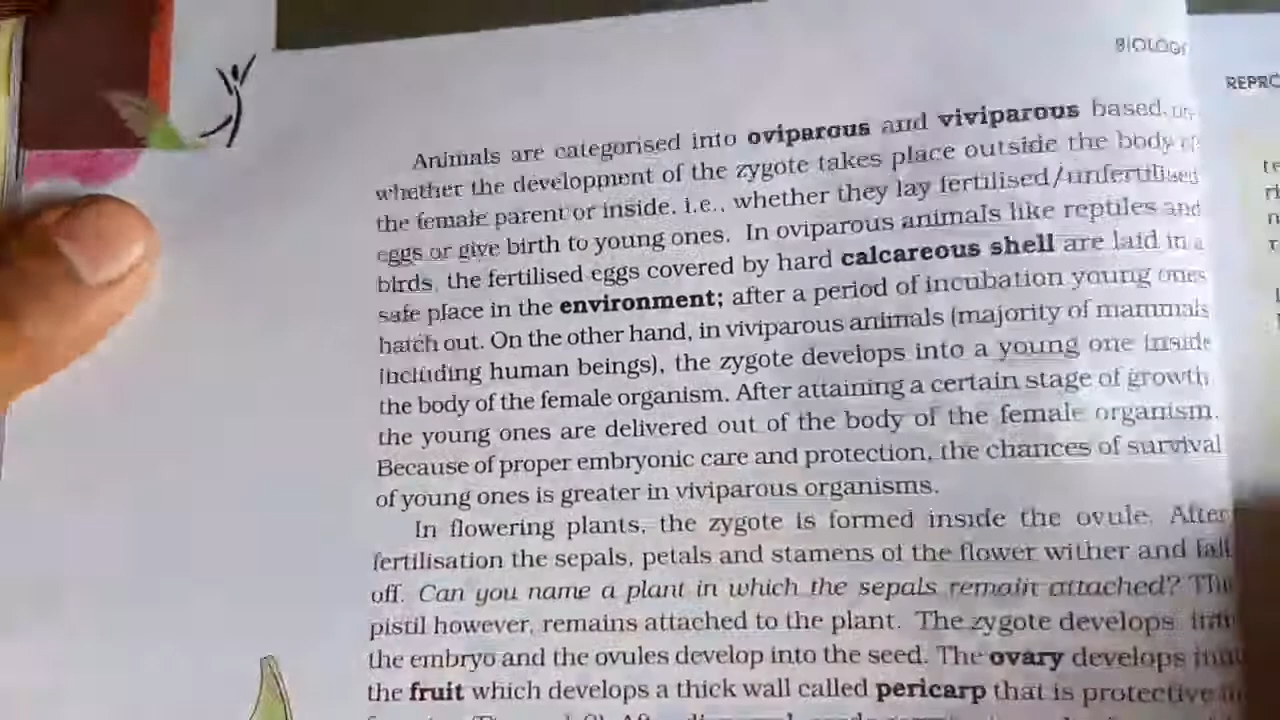 BIOLOGY
REPRO
Animals are categorised into oviparous and viviparous based on
whether the development of the zygote takes place outside the body of
the female parent or inside, i.e., whether they lay fertilised/unfertilised
eggs or give birth to young ones. In oviparous animals like reptiles and
birds, the fertilised eggs covered by hard calcareous shell are laid in a
safe place in the environment; after a period of incubation young ones
hatch out. On the other hand, in viviparous animals (majority of mammals
including human beings), the zygote develops into a young one inside
the body of the female organism. After attaining a certain stage of growth,
the young ones are delivered out of the body of the female organism.
Because of proper embryonic care and protection, the chances of survival
of young ones is greater in viviparous organisms.
In flowering plants, the zygote is formed inside the ovule. After
fertilisation the sepals, petals and stamens of the flower wither and fall
off. Can you name a plant in which the sepals remain attached? The
pistil however, remains attached to the plant. The zygote develops into
the embryo and the ovules develop into the seed. The ovary develops into
the fruit which develops a thick wall called pericarp that is protective in